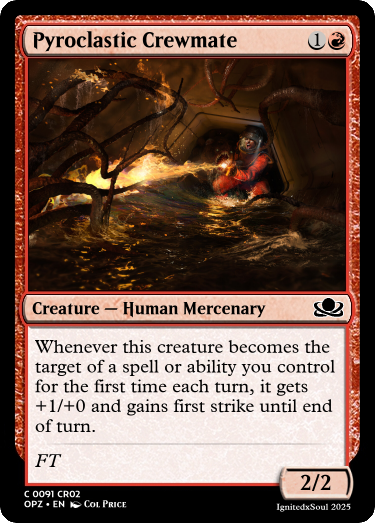 Pyroclastic Crewmate 1
Creature — Human Mercenary
Whenever this creature becomes the
target of a spell or ability you control
for the first time each turn, it gets
+1/+0 and gains first strike until end
of turn.
FT
2/2
C 0091 CR02
OPZ • EN Col Price
IgnitedxSoul 2025